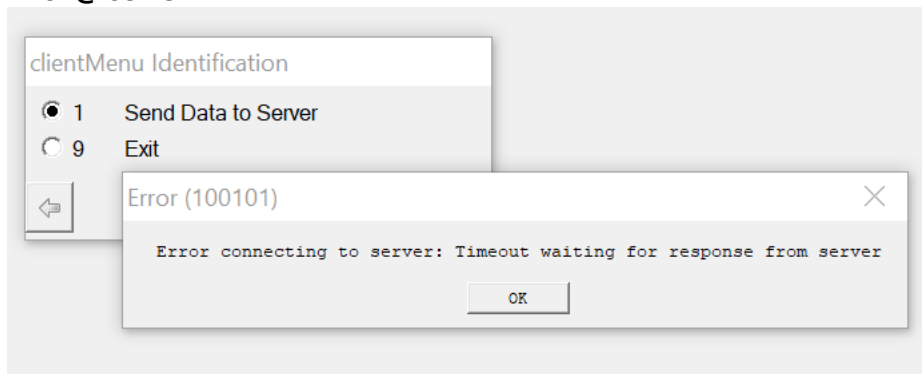 clientMenu Identification
1 Send Data to Server
9 Exit
Error (100101)
Error connecting to server: Timeout waiting for response from server
OK